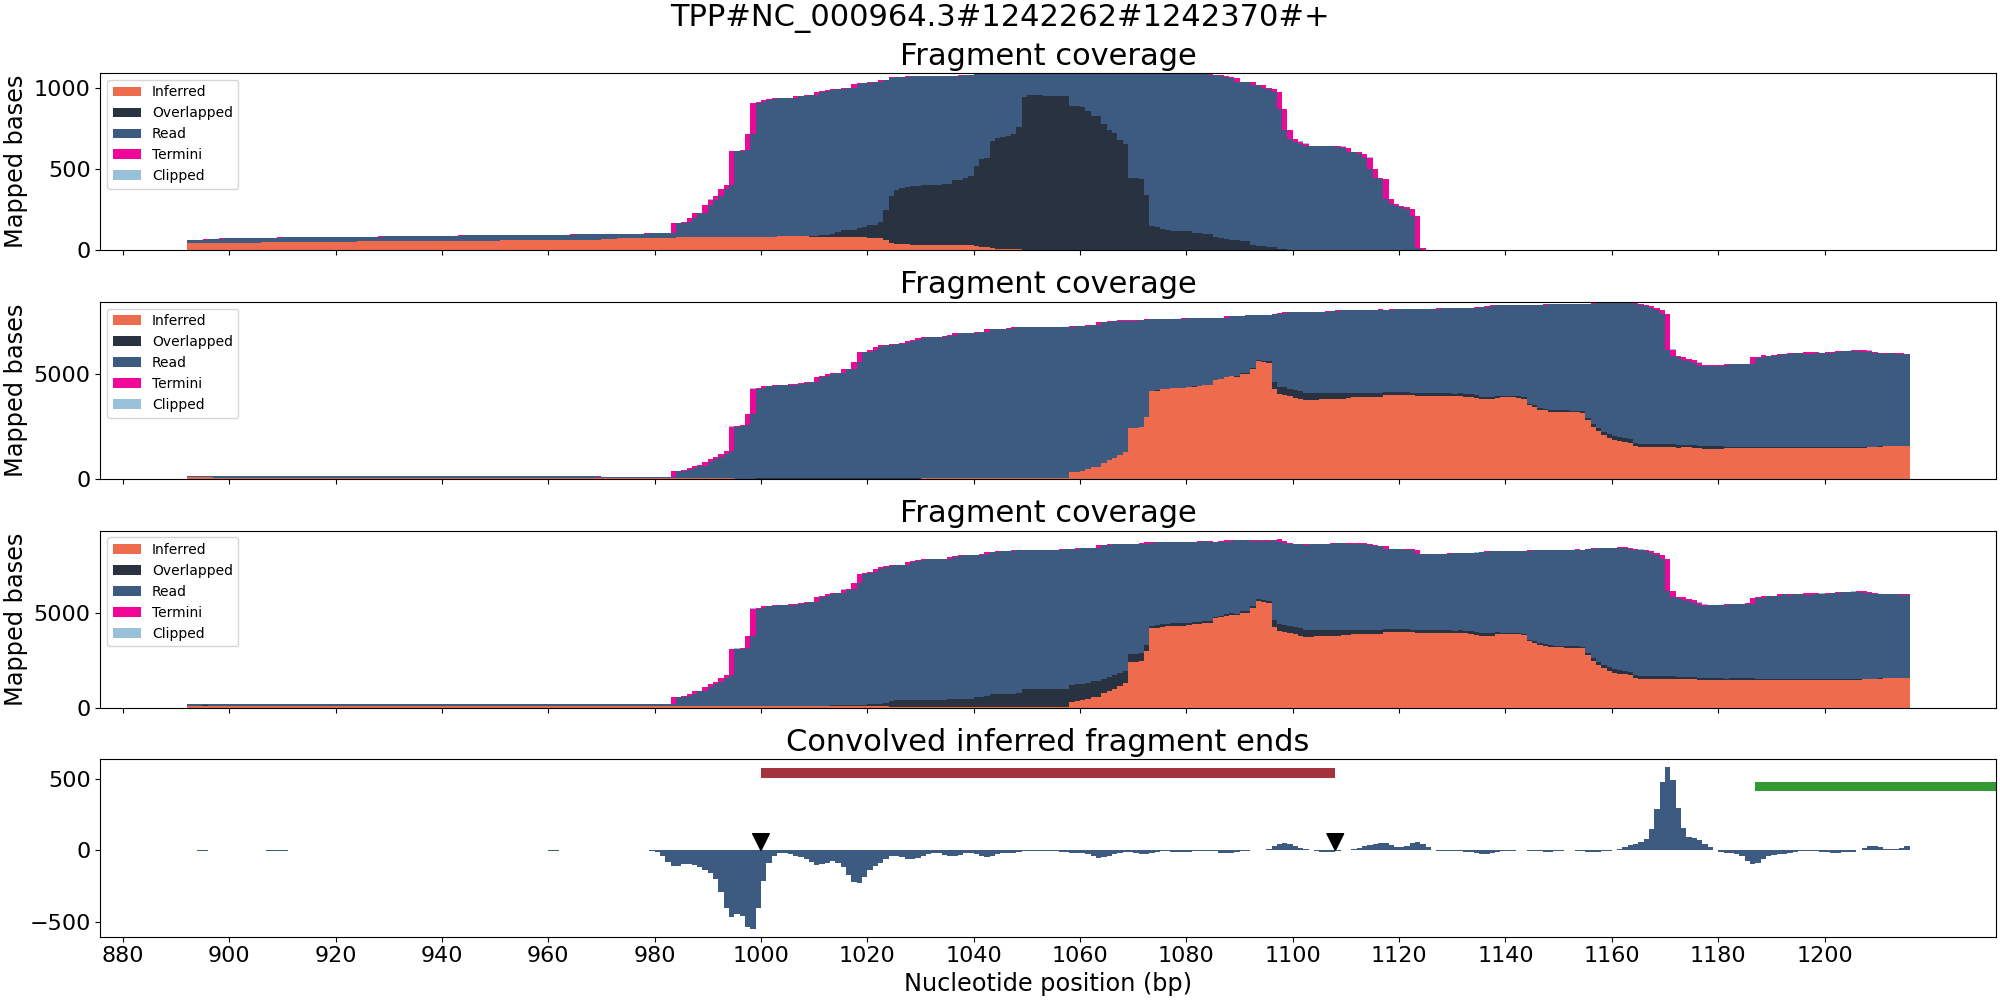 TPP#NC_000964.3#1242262#1242370#+
Fragment coverage
Mapped bases
1000
500
0
Inferred
Overlapped
Read
Termini
Clipped
Fragment coverage
Mapped bases
5000
0
Inferred
Overlapped
Read
Termini
Clipped
Fragment coverage
Mapped bases
5000
0
Inferred
Overlapped
Read
Termini
Clipped
Convolved inferred fragment ends
500
0
−500
880 900 920 940 960 980 1000 1020 1040 1060 1080 1100 1120 1140 1160 1180 1200
Nucleotide position (bp)